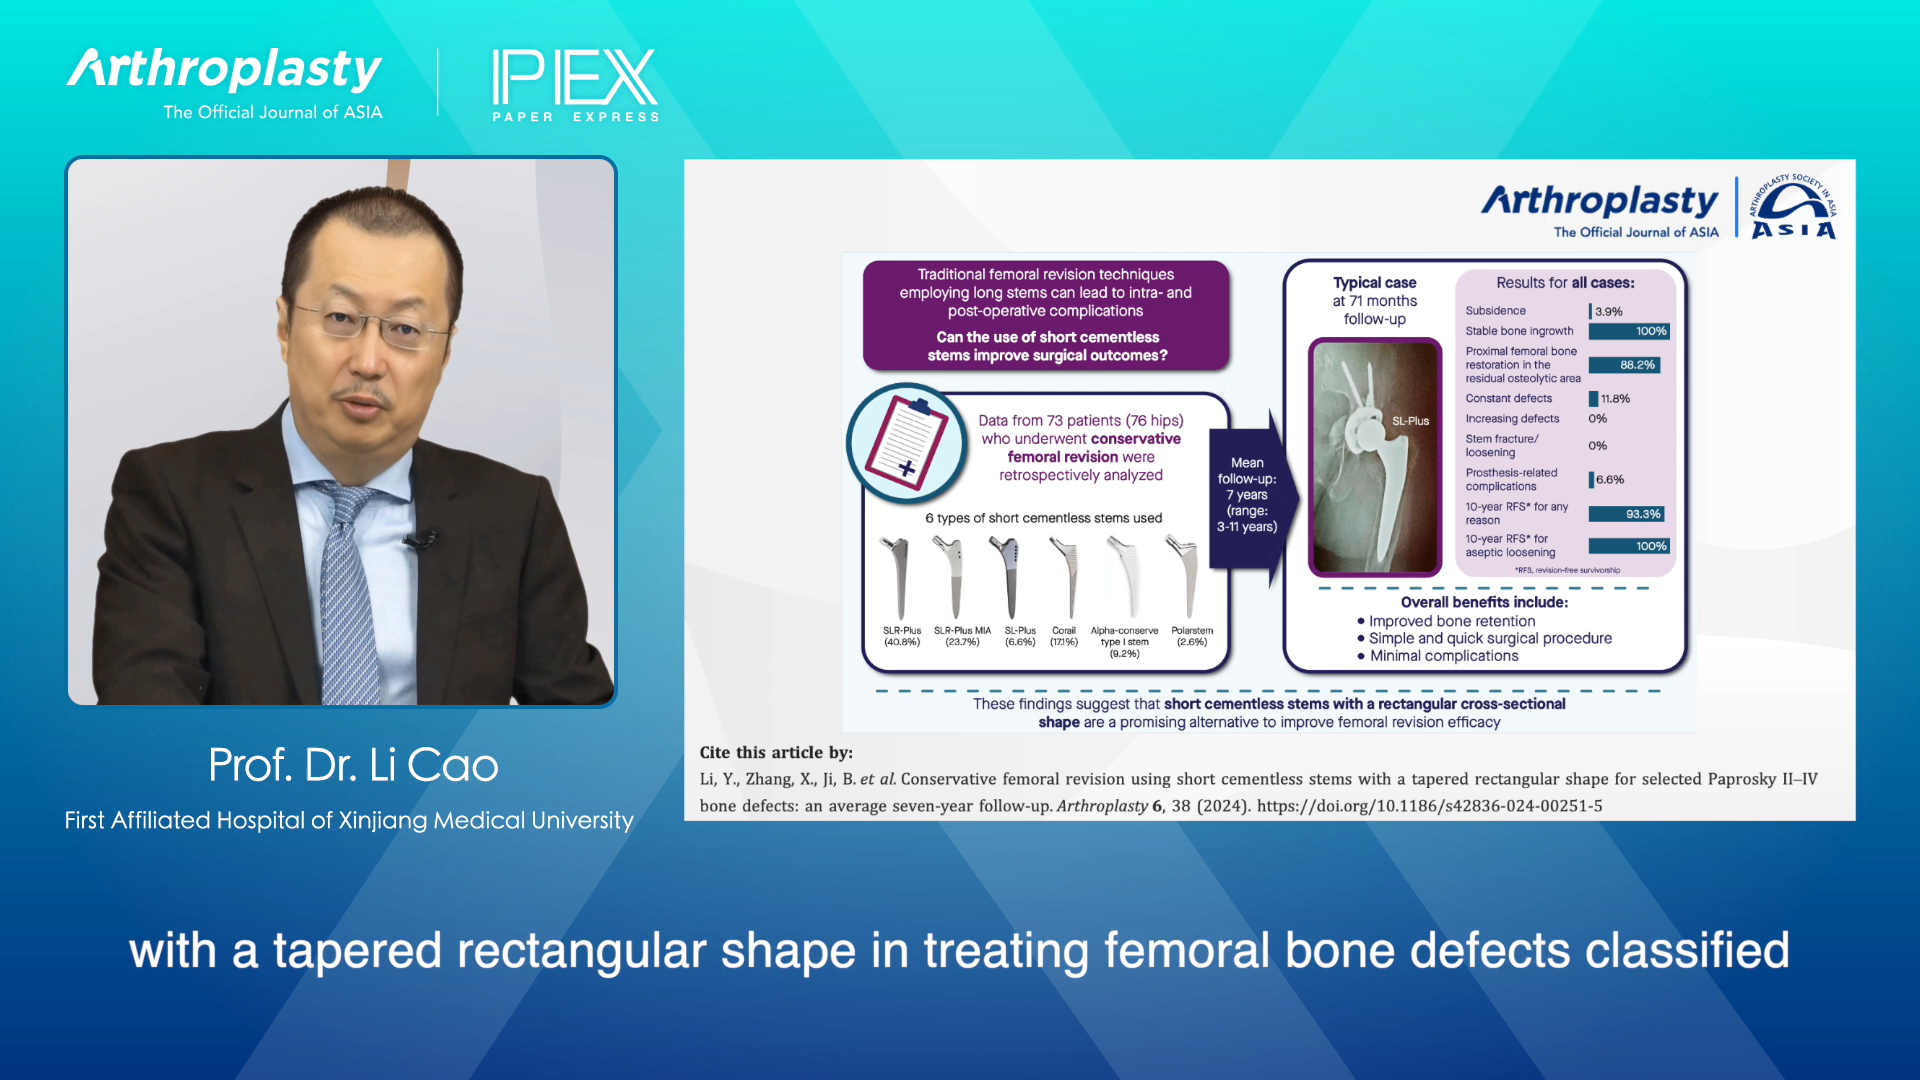 Arthroplasty
The Official Journal of ASIA
IPEX
PAPER EXPRESS
Prof. Dr. Li Cao
First Affiliated Hospital of Xinjiang Medical University
Arthroplasty
The Official Journal of ASIA
ARTHROPLASTY SOCIETY IN ASIA
ASIA
Traditional femoral revision techniques
employing long stems can lead to intra- and
post-operative complications
Can the use of short cementless
stems improve surgical outcomes?
Data from 73 patients (76 hips)
who underwent conservative
femoral revision were
retrospectively analyzed
6 types of short cementless stems used
SLR-Plus
(40.8%)
SLR-Plus MIA
(23.7%)
SL-Plus
(6.6%)
Corail
(17.1%)
Alpha-conserve
type I stem
(9.2%)
Polarstem
(2.6%)
Mean
follow-up:
7 years
(range:
3-11 years)
Typical case
at 71 months
follow-up
SL-Plus
Results for all cases:
Subsidence 3.9%
Stable bone ingrowth 100%
Proximal femoral bone
restoration in the 88.2%
residual osteolytic area
Constant defects 11.8%
Increasing defects 0%
Stem fracture/
loosening 0%
Prosthesis-related
complications 6.6%
10-year RFS* for any
reason 93.3%
10-year RFS* for
aseptic loosening 100%
*RFS, revision-free survivorship
Overall benefits include:
• Improved bone retention
• Simple and quick surgical procedure
• Minimal complications
These findings suggest that short cementless stems with a rectangular cross-sectional
shape are a promising alternative to improve femoral revision efficacy
Cite this article by:
Li, Y., Zhang, X., Ji, B. et al. Conservative femoral revision using short cementless stems with a tapered rectangular shape for selected Paprosky II–IV
bone defects: an average seven-year follow-up. Arthroplasty 6, 38 (2024). https://doi.org/10.1186/s42836-024-00251-5
with a tapered rectangular shape in treating femoral bone defects classified